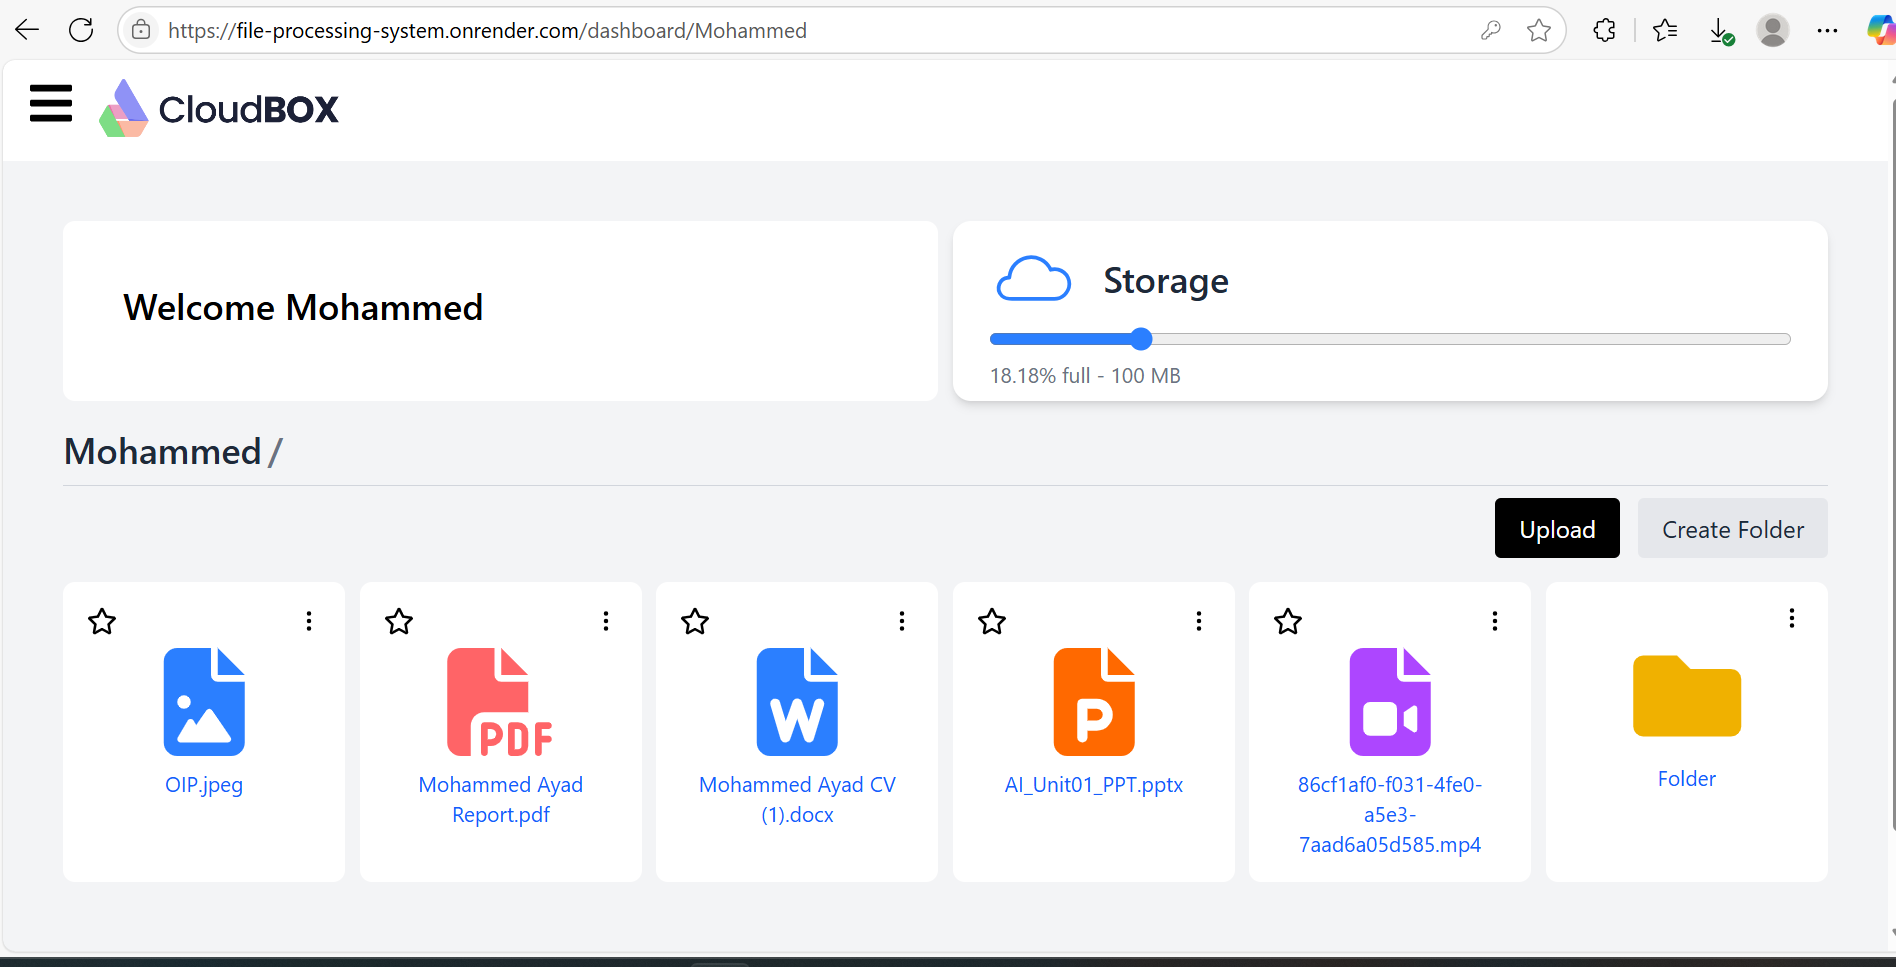 https://file-processing-system.onrender.com/dashboard/Mohammed
CloudBOX
Welcome Mohammed
Storage
18.18% full - 100 MB
Mohammed /
Upload
Create Folder
PDF
W
P
OIP.jpeg
Mohammed Ayad
Report.pdf
Mohammed Ayad CV
(1).docx
AI_Unit01_PPT.pptx
86cf1af0-f031-4fe0-
a5e3-
7aad6a05d585.mp4
Folder